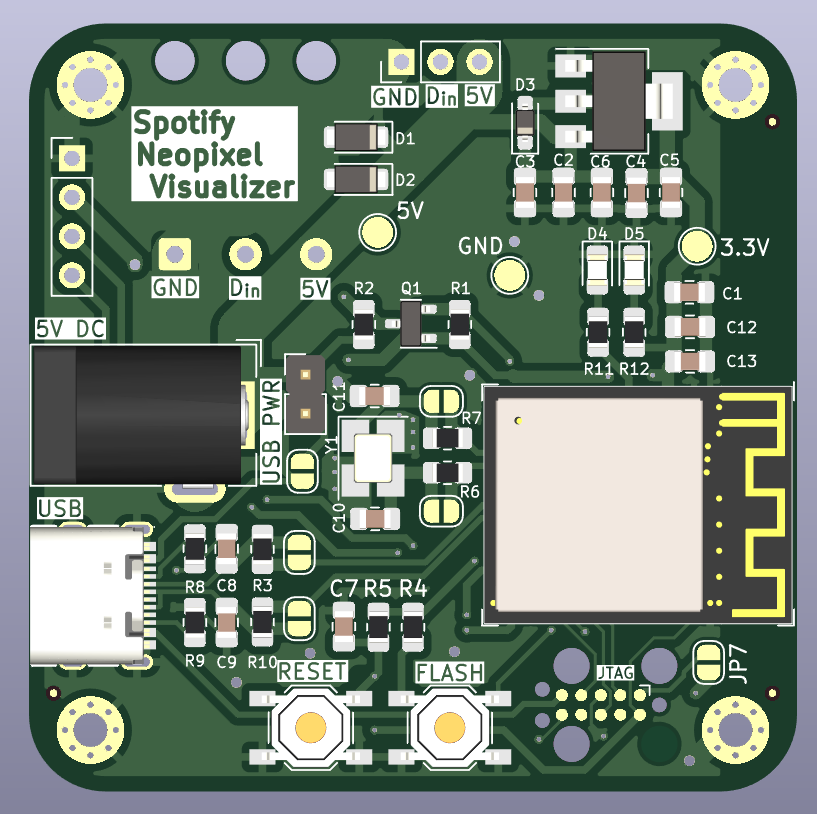 GND Din 5V
D3
Spotify
Neopixel
Visualizer
D1
D2
C3 C2 C6 C4 C5
5V
GND
D4 D5
3.3V
GND Din 5V
R2 Q1 R1
C1
5V DC
C12
R11 R12 C13
C11
USB PWR
Y1
R7
R6
USB
C10
R8 C8 R3
C7 R5 R4
R9 C9 R10
RESET FLASH JTAG
JP7